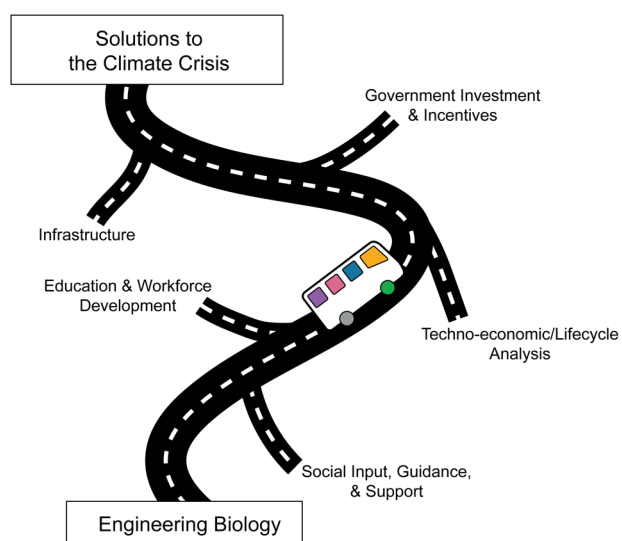 Solutions to
the Climate Crisis
Government Investment
& Incentives
Infrastructure
Education & Workforce
Development
Techno-economic/Lifecycle
Analysis
Social Input, Guidance,
& Support
Engineering Biology